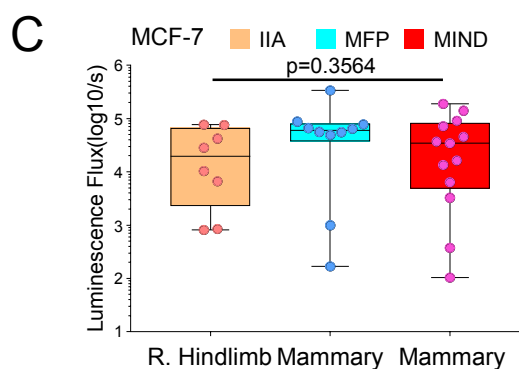 C
MCF-7 IIA MFP MIND
p=0.3564
Luminescence Flux(log10/s)
6
5
4
3
2
1
R. Hindlimb Mammary Mammary